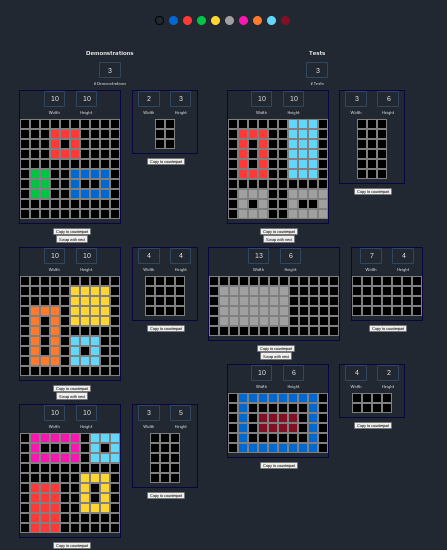 Demonstrations
3
#Demonstrations
10 10
Width Height
2 3
Width Height
Copy to counterpart
Copy to counterpart
Swap with next
10 10
Width Height
4 4
Width Height
Copy to counterpart
Copy to counterpart
Swap with next
10 10
Width Height
3 5
Width Height
Copy to counterpart
Copy to counterpart
Tests
3
#Tests
10 10
Width Height
3 6
Width Height
Copy to counterpart
Copy to counterpart
Swap with next
13 6
Width Height
7 4
Width Height
Copy to counterpart
Copy to counterpart
Swap with next
10 6
Width Height
4 2
Width Height
Copy to counterpart
Copy to counterpart